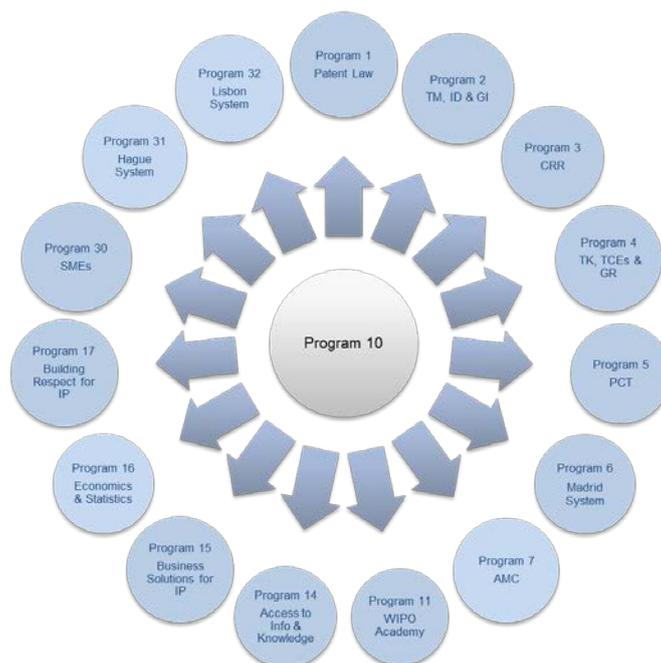 Program 1
Patent Law
Program 2
TM, ID & GI
Program 3
CRR
Program 4
TK, TCEs &
GR
Program 5
PCT
Program 6
Madrid
System
Program 7
AMC
Program 11
WIPO
Academy
Program 14
Access to
Info &
Knowledge
Program 15
Business
Solutions for
IP
Program 16
Economics
& Statistics
Program 17
Building
Respect for
IP
Program 30
SMEs
Program 31
Hague
System
Program 32
Lisbon
System
Program 10